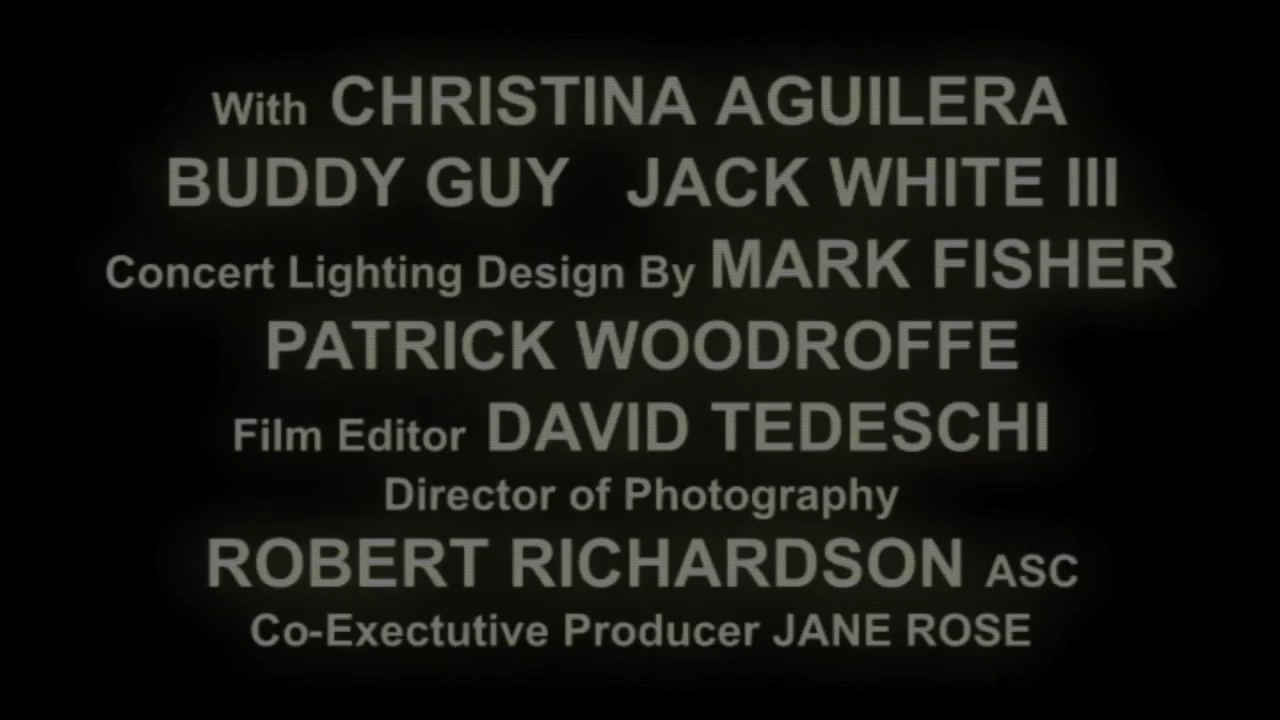 With CHRISTINA AGUILERA
BUDDY GUY JACK WHITE III
Concert Lighting Design By MARK FISHER
PATRICK WOODROFFE
Film Editor DAVID TEDESCHI
Director of Photography
ROBERT RICHARDSON ASC
Co-Exectutive Producer JANE ROSE